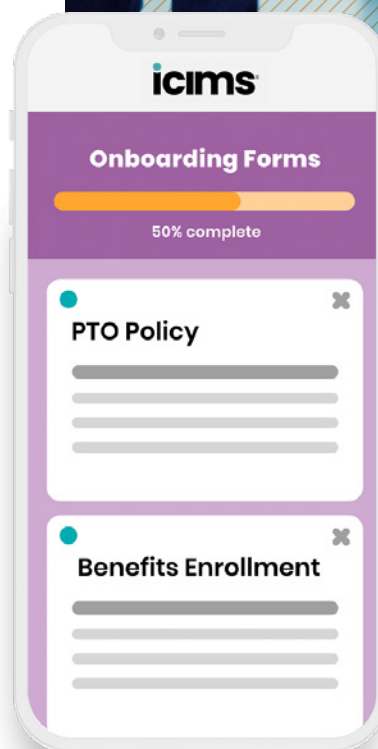 icims
Onboarding Forms
50% complete
PTO Policy
Benefits Enrollment